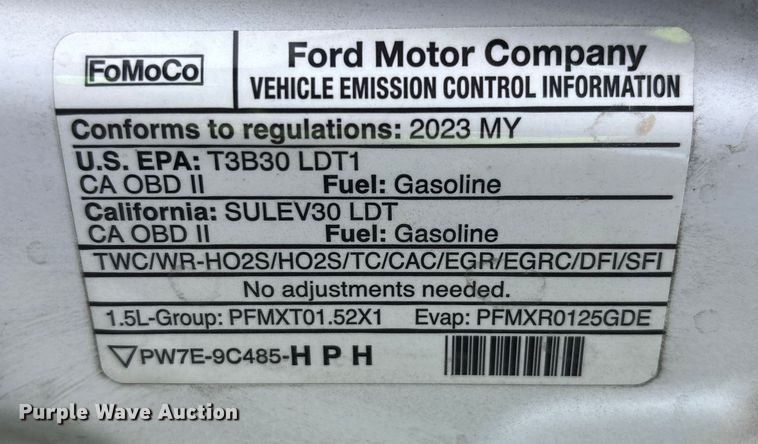 FoMoCo
Ford Motor Company
VEHICLE EMISSION CONTROL INFORMATION
Conforms to regulations: 2023 MY
U.S. EPA: T3B30 LDT1
CA OBD II Fuel: Gasoline
California: SULEV30 LDT
CA OBD II Fuel: Gasoline
TWC/WR-HO2S/HO2S/TC/CAC/EGR/EGRC/DFI/SFI
No adjustments needed.
1.5L-Group: PFMXT01.52X1 Evap: PFMXR0125GDE
PW7E-9C485-H P H
Purple Wave Auction